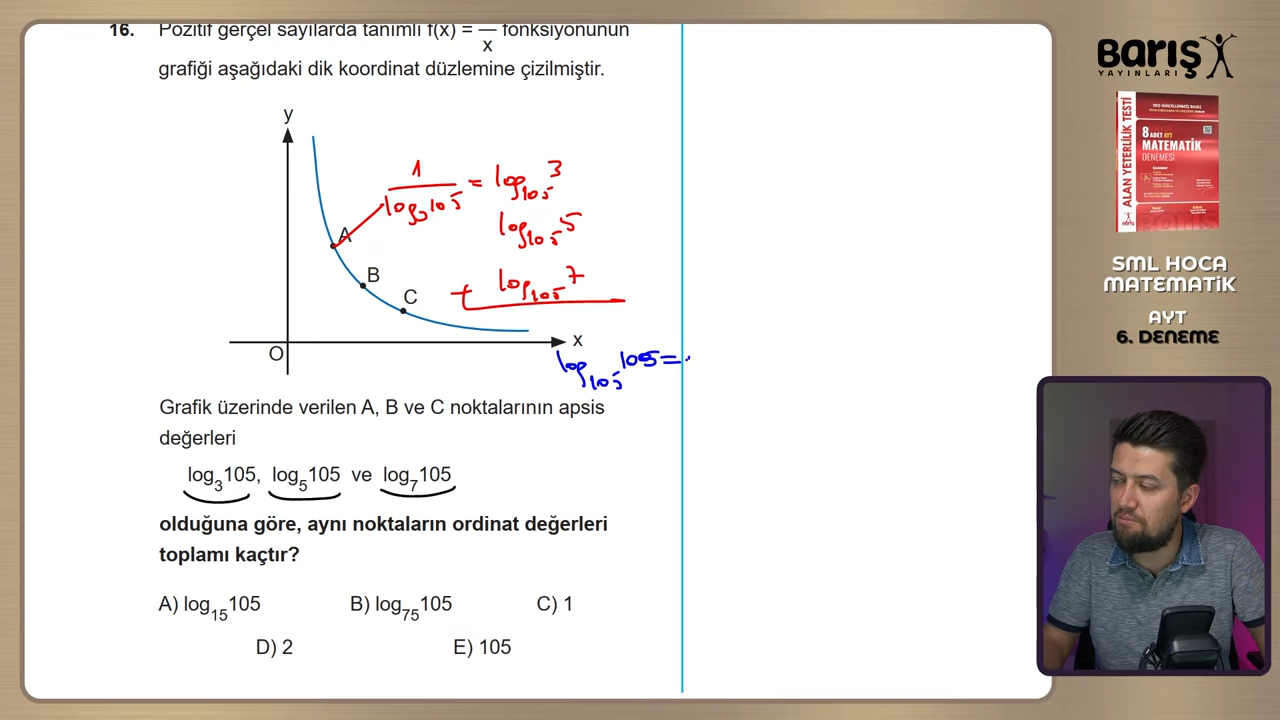 16. Pozitif gerçel sayılarda tanımlı f(x) = — fonksiyonunun
x
grafiği aşağıdaki dik koordinat düzlemine çizilmiştir.
y
1 / log₃105 = log₁₀₅3
log₁₀₅5
+ log₁₀₅7
A
B
C
O
x
log₁₀₅105 =
Grafik üzerinde verilen A, B ve C noktalarının apsis
değerleri
log₃105, log₅105 ve log₇105
olduğuna göre, aynı noktaların ordinat değerleri
toplamı kaçtır?
A) log₁₅105 B) log₇₅105 C) 1
D) 2 E) 105
Barış
YAYINLARI
ALAN YETERLİLİK TESTİ
8 ADET AYT
MATEMATİK
DENEMESİ
SML HOCA
MATEMATİK
AYT
6. DENEME